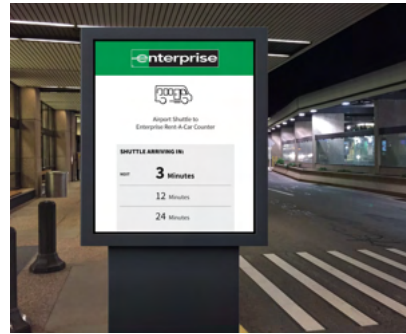 enterprise
Airport Shuttle to
Enterprise Rent-A-Car Counter
SHUTTLE ARRIVING IN:
NEXT 3 Minutes
12 Minutes
24 Minutes